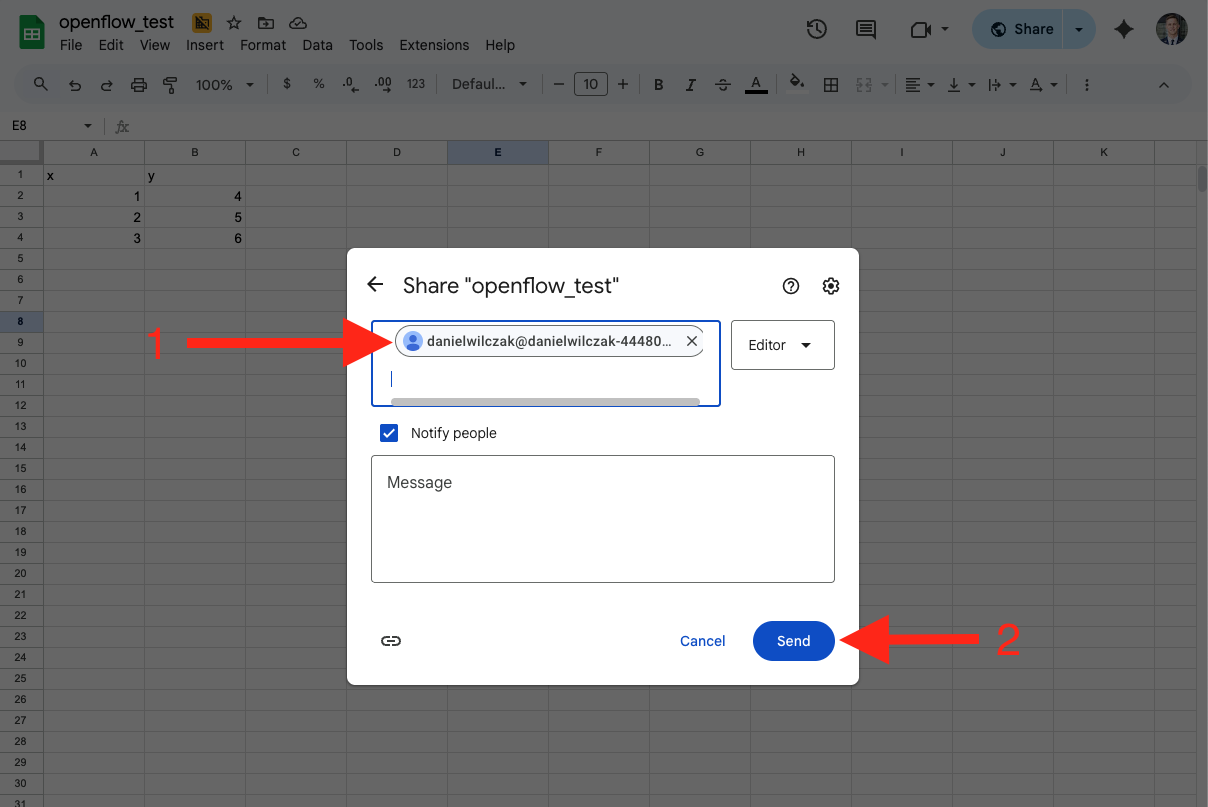 openflow_test
File Edit View Insert Format Data Tools Extensions Help
Share
100% $ % .0 .00 123 Defaul... 10 B I A A
E8 fx
A B C D E F G H I J K
1 x y
2 1 4
3 2 5
4 3 6
5
6
7
8
9
10
11
12
13
14
15
16
17
18
19
20
21
22
23
24
25
26
27
28
29
30
31
Share "openflow_test"
1
danielwilczak@danielwilczak-44480...
Editor
Notify people
Message
Cancel
Send
2